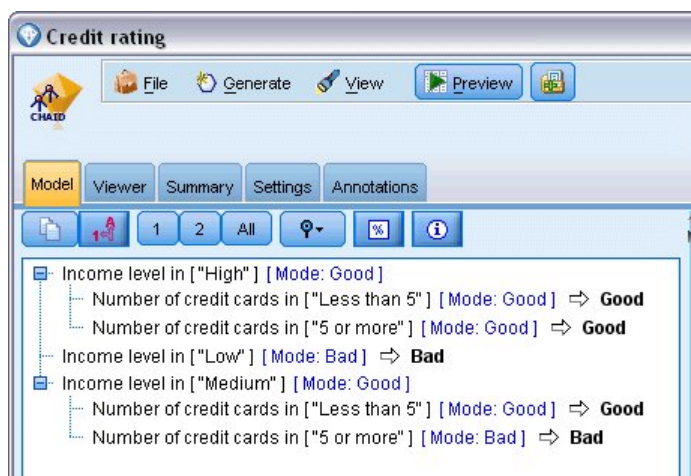 Credit rating
CHAID
File Generate View Preview
Model Viewer Summary Settings Annotations
1 2 All %
Income level in ["High"] [Mode: Good]
Number of credit cards in ["Less than 5"] [Mode: Good] ⇨ Good
Number of credit cards in ["5 or more"] [Mode: Good] ⇨ Good
Income level in ["Low"] [Mode: Bad] ⇨ Bad
Income level in ["Medium"] [Mode: Good]
Number of credit cards in ["Less than 5"] [Mode: Good] ⇨ Good
Number of credit cards in ["5 or more"] [Mode: Bad] ⇨ Bad